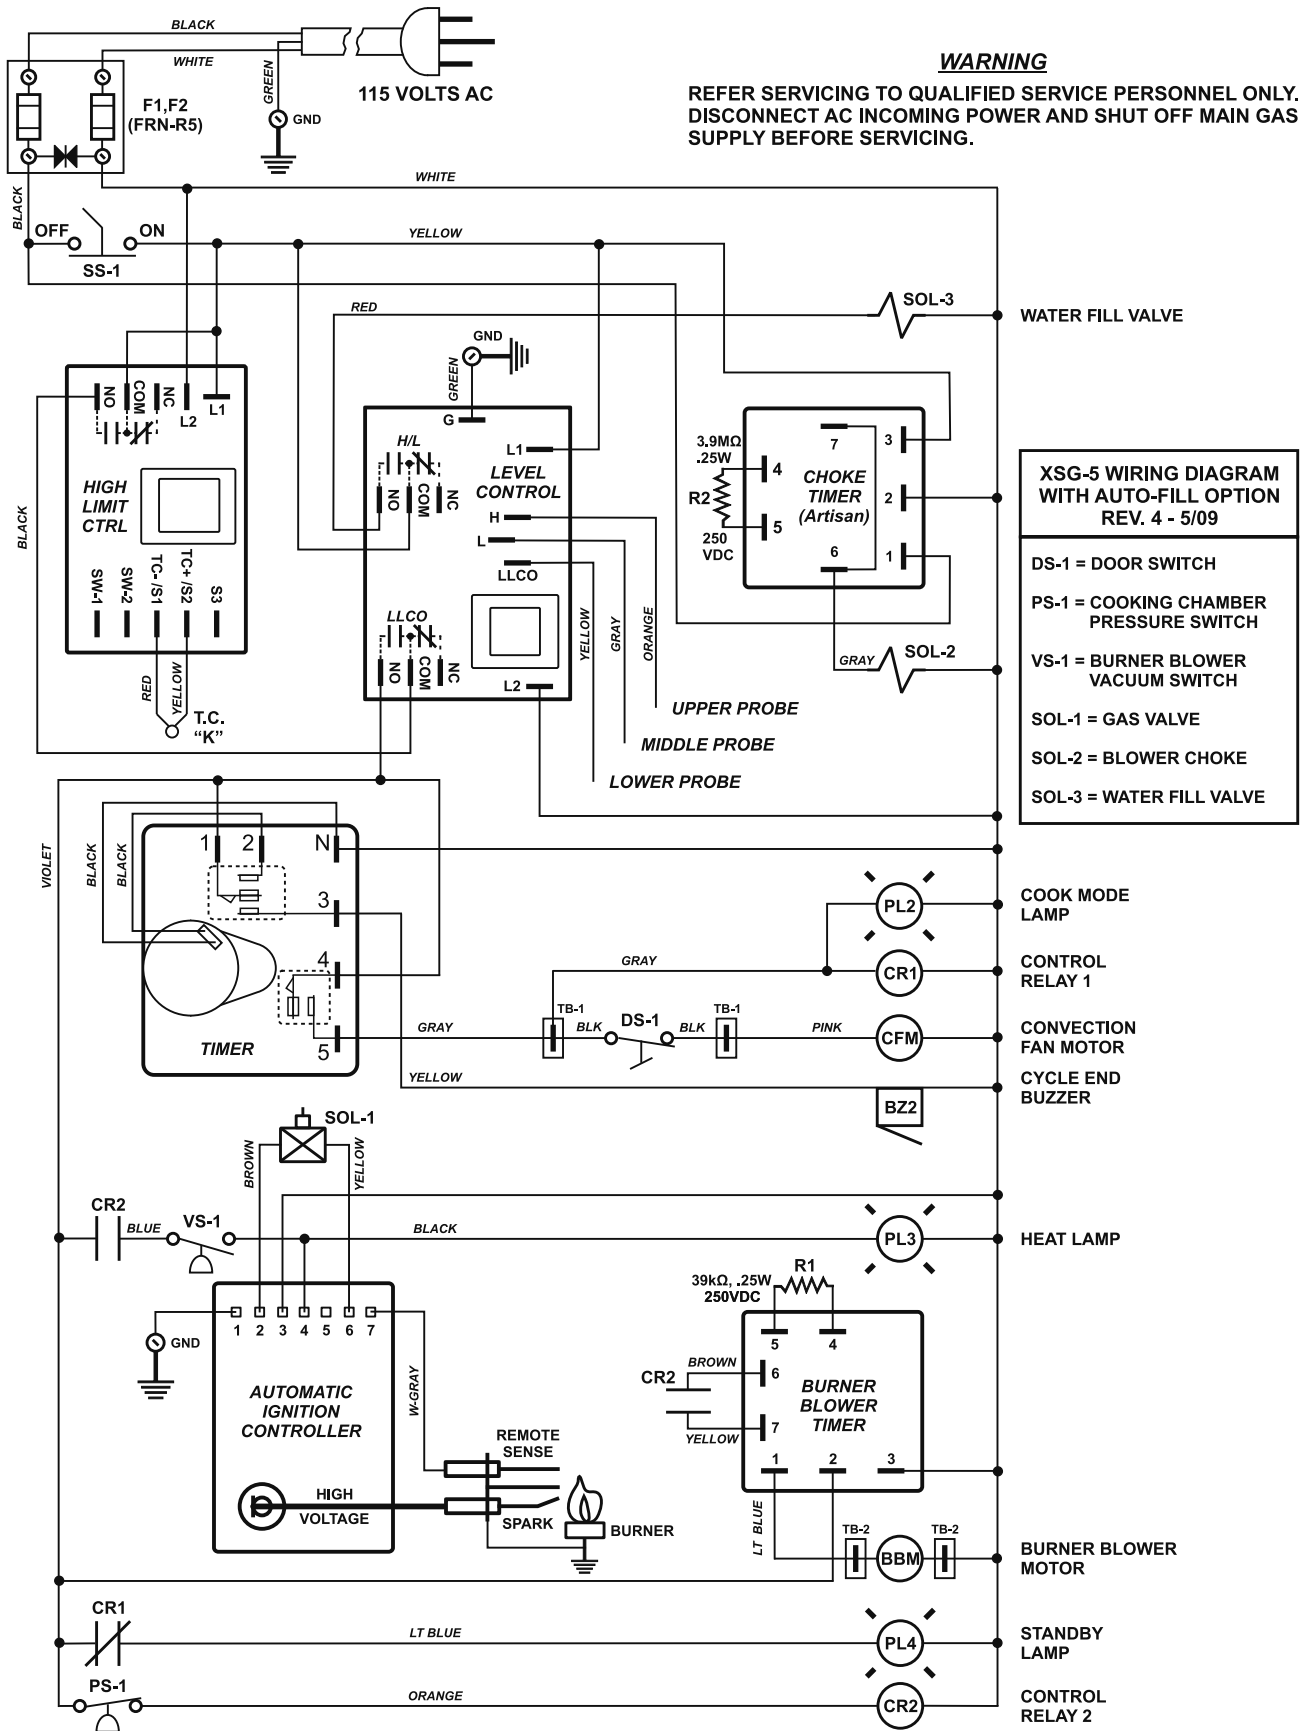 BLACK
WHITE
GREEN
115 VOLTS AC
F1,F2
(FRN-R5)
GND
WARNING
REFER SERVICING TO QUALIFIED SERVICE PERSONNEL ONLY.
DISCONNECT AC INCOMING POWER AND SHUT OFF MAIN GAS
SUPPLY BEFORE SERVICING.
WHITE
BLACK
OFF
ON
SS-1
YELLOW
RED
SOL-3
WATER FILL VALVE
GND
GREEN
NO
COM
NC
L2
L1
HIGH
LIMIT
CTRL
SW-1
SW-2
TC- /S1
TC+ /S2
S3
BLACK
RED
YELLOW
T.C.
“K”
G
H/L
L1
LEVEL
CONTROL
NO
COM
NC
H
L
LLCO
LLCO
NO
COM
NC
L2
YELLOW
GRAY
ORANGE
UPPER PROBE
MIDDLE PROBE
LOWER PROBE
3.9MΩ
.25W
R2
250
VDC
4
5
7
3
CHOKE
TIMER
(Artisan)
2
6
1
GRAY
SOL-2
XSG-5 WIRING DIAGRAM
WITH AUTO-FILL OPTION
REV. 4 - 5/09
DS-1 = DOOR SWITCH
PS-1 = COOKING CHAMBER
PRESSURE SWITCH
VS-1 = BURNER BLOWER
VACUUM SWITCH
SOL-1 = GAS VALVE
SOL-2 = BLOWER CHOKE
SOL-3 = WATER FILL VALVE
VIOLET
BLACK
BLACK
1
2
N
3
4
5
TIMER
PL2
COOK MODE
LAMP
GRAY
CR1
CONTROL
RELAY 1
GRAY
TB-1
BLK
DS-1
BLK
TB-1
PINK
CFM
CONVECTION
FAN MOTOR
YELLOW
CYCLE END
BUZZER
BZ2
SOL-1
BROWN
YELLOW
CR2
BLUE
VS-1
BLACK
PL3
HEAT LAMP
GND
1 2 3 4 5 6 7
AUTOMATIC
IGNITION
CONTROLLER
HIGH
VOLTAGE
W-GRAY
REMOTE
SENSE
SPARK
BURNER
39kΩ, .25W
250VDC
R1
5
4
BROWN
CR2
6
7
YELLOW
BURNER
BLOWER
TIMER
1
2
3
LT BLUE
TB-2
BBM
TB-2
BURNER BLOWER
MOTOR
CR1
LT BLUE
PL4
STANDBY
LAMP
PS-1
ORANGE
CR2
CONTROL
RELAY 2